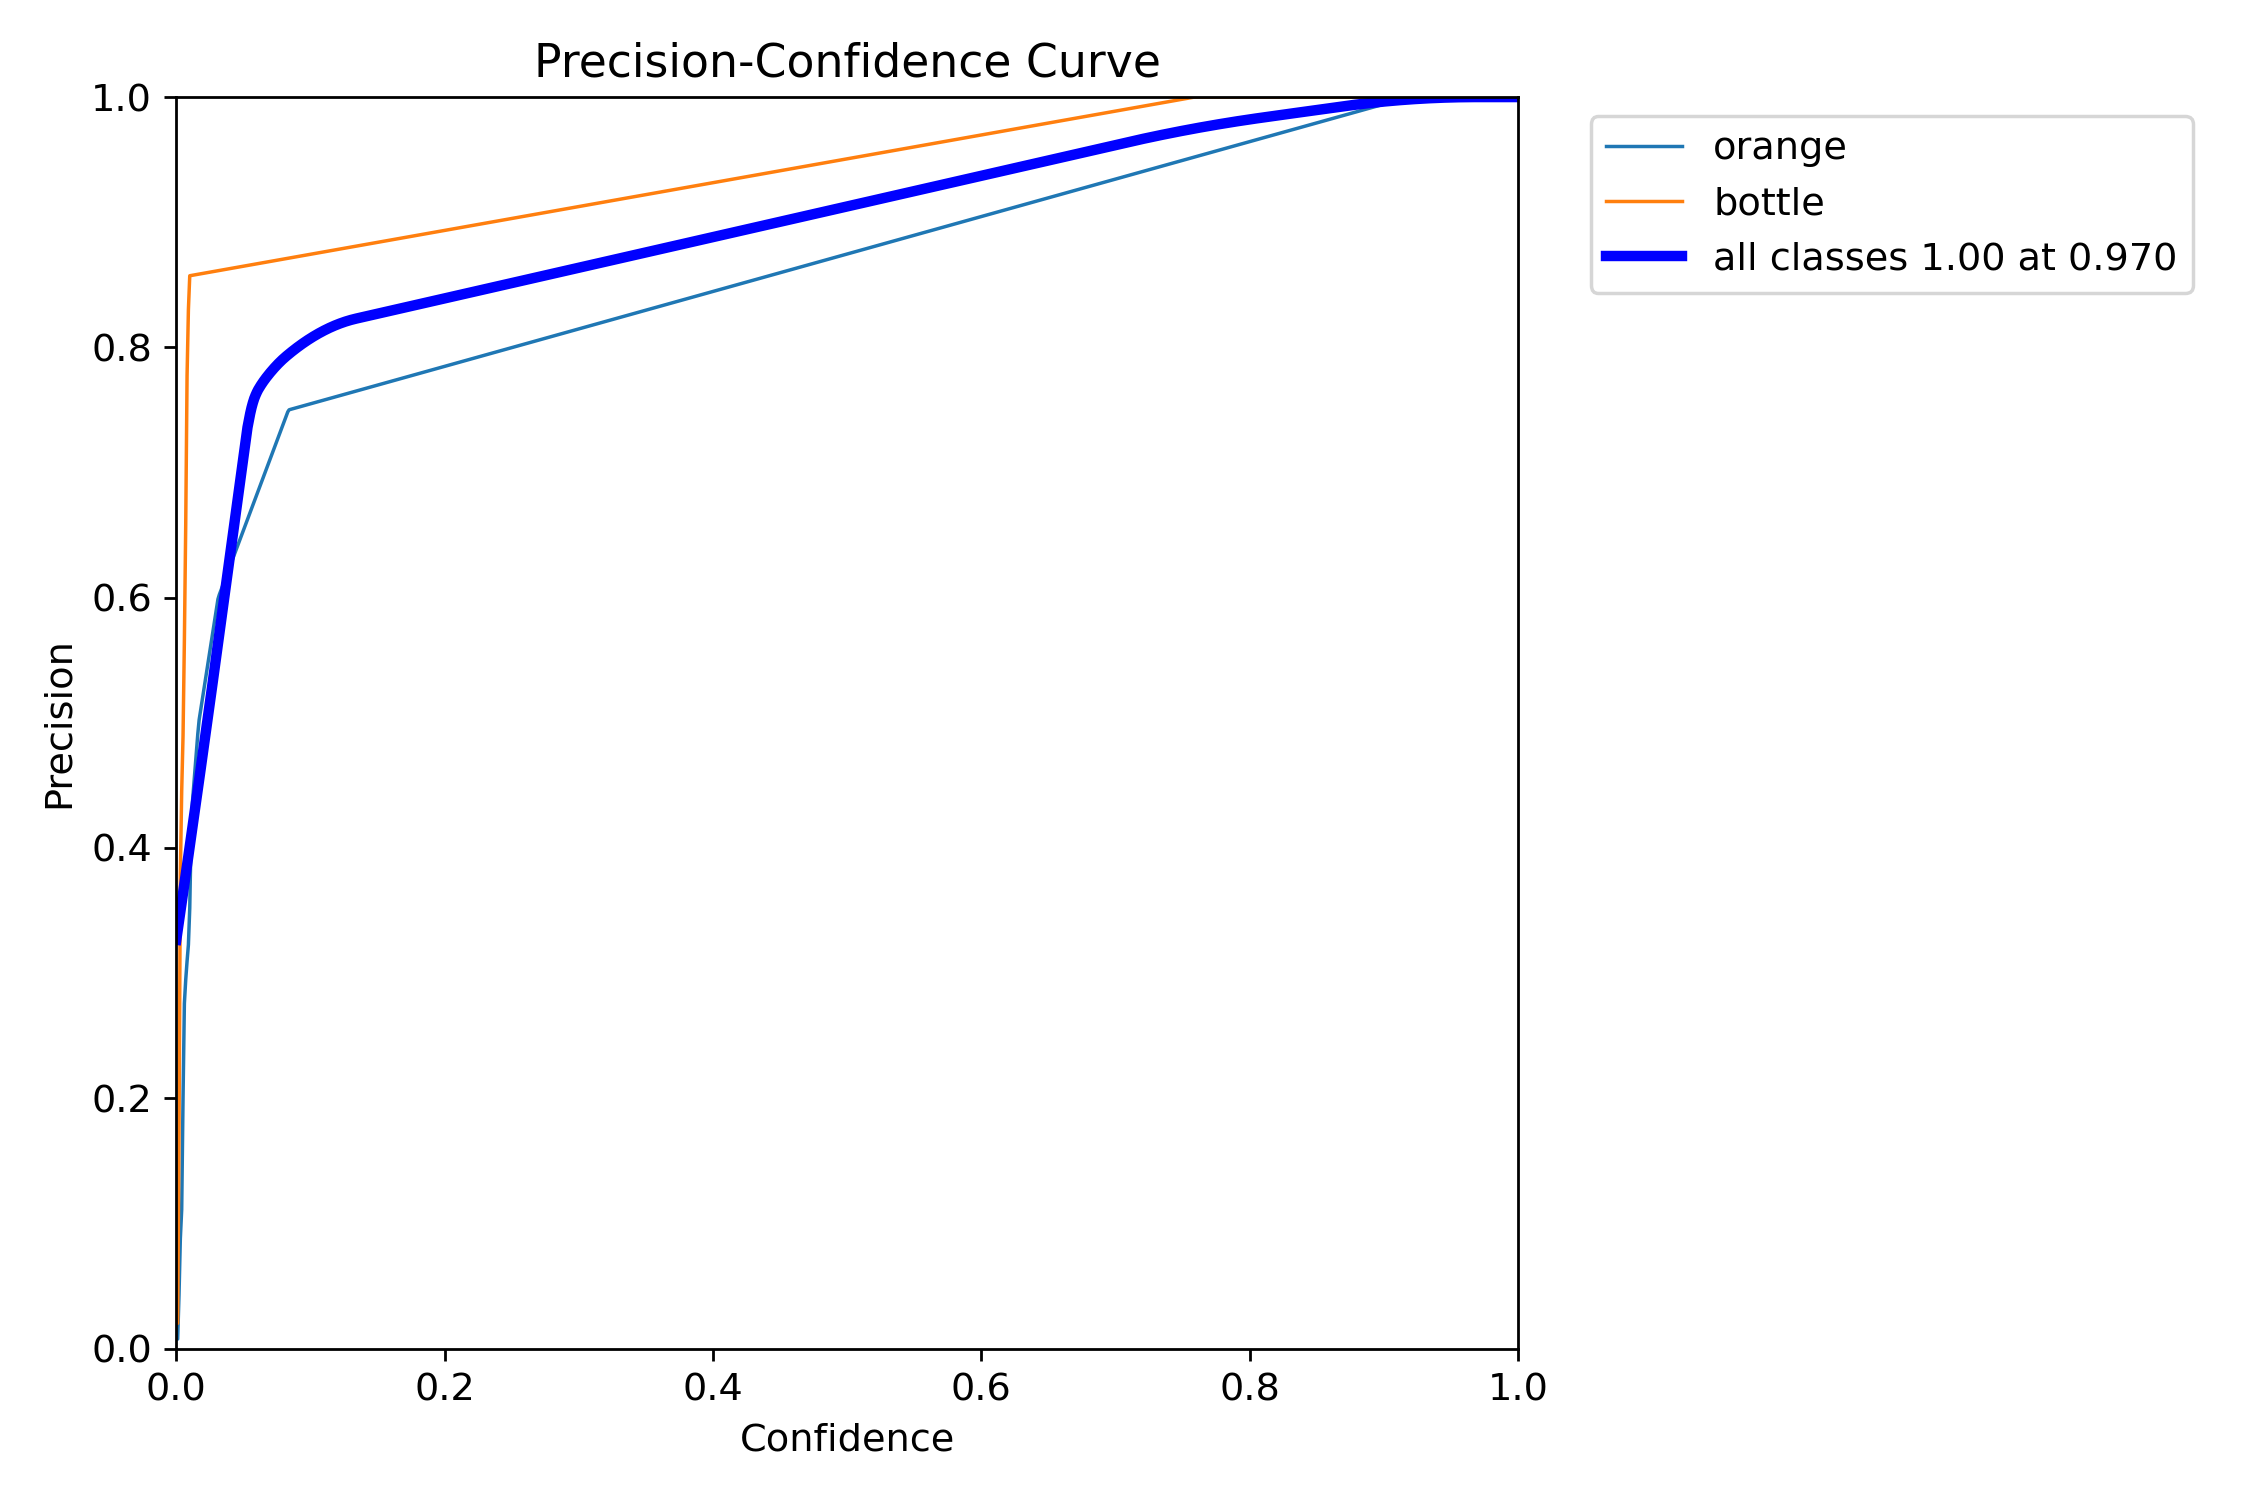 Precision-Confidence Curve
1.0
0.8
0.6
0.4
0.2
0.0
Precision
0.0 0.2 0.4 0.6 0.8 1.0
Confidence
orange
bottle
all classes 1.00 at 0.970